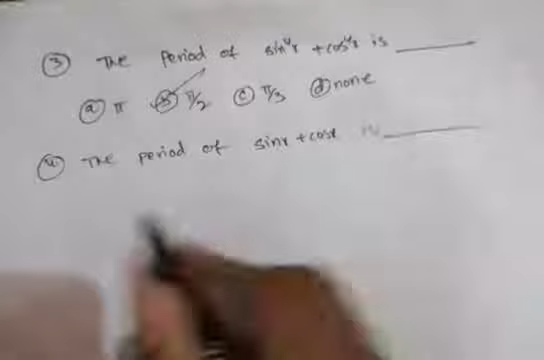 ③ The Period of sin⁴x + cos⁴x is ______
ⓐ π ⓑ π/2 ⓒ π/3 ⓓ none
④ The period of sinx + cosx is ______